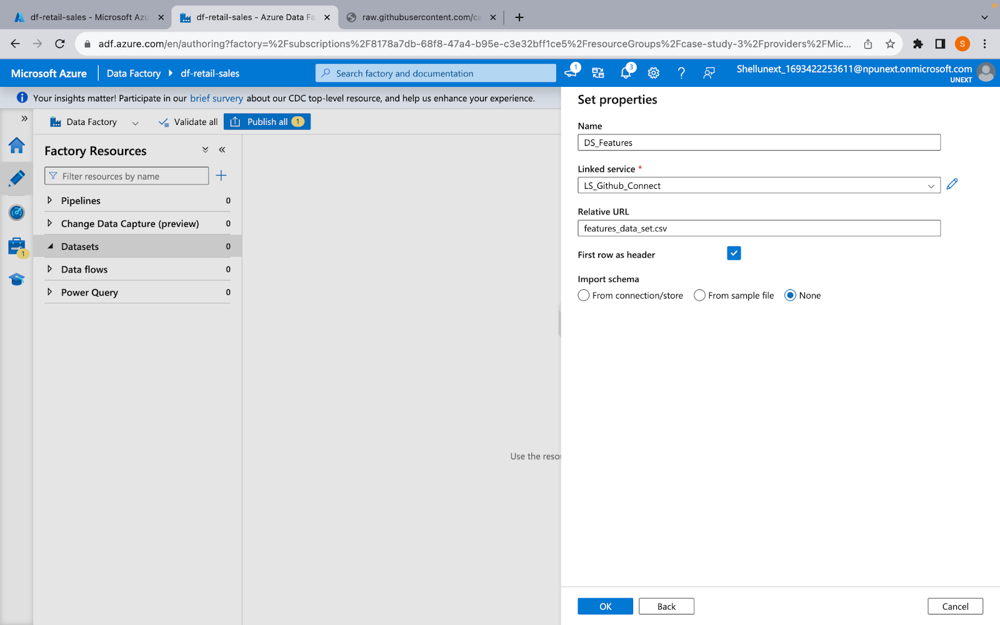 df-retail-sales - Microsoft Azu
df-retail-sales - Azure Data Fa
raw.githubusercontent.com/ca
adf.azure.com/en/authoring?factory=%2Fsubscriptions%2F8178a7db-68f8-47a4-b95e-c3e32bff1ce5%2FresourceGroups%2Fcase-study-3%2Fproviders%2FMic...
S
Microsoft Azure
Data Factory
df-retail-sales
Search factory and documentation
1
3
Shellunext_1693422253611@npunext.onmicrosoft.com
UNEXT
Your insights matter! Participate in our brief survey about our CDC top-level resource, and help us enhance your experience.
Data Factory
Validate all
Publish all 1
Factory Resources
Filter resources by name
Pipelines 0
Change Data Capture (preview) 0
Datasets 0
1
Data flows 0
Power Query 0
Use the resou
Set properties
Name
DS_Features
Linked service *
LS_Github_Connect
Relative URL
features_data_set.csv
First row as header
Import schema
From connection/store From sample file None
OK Back Cancel